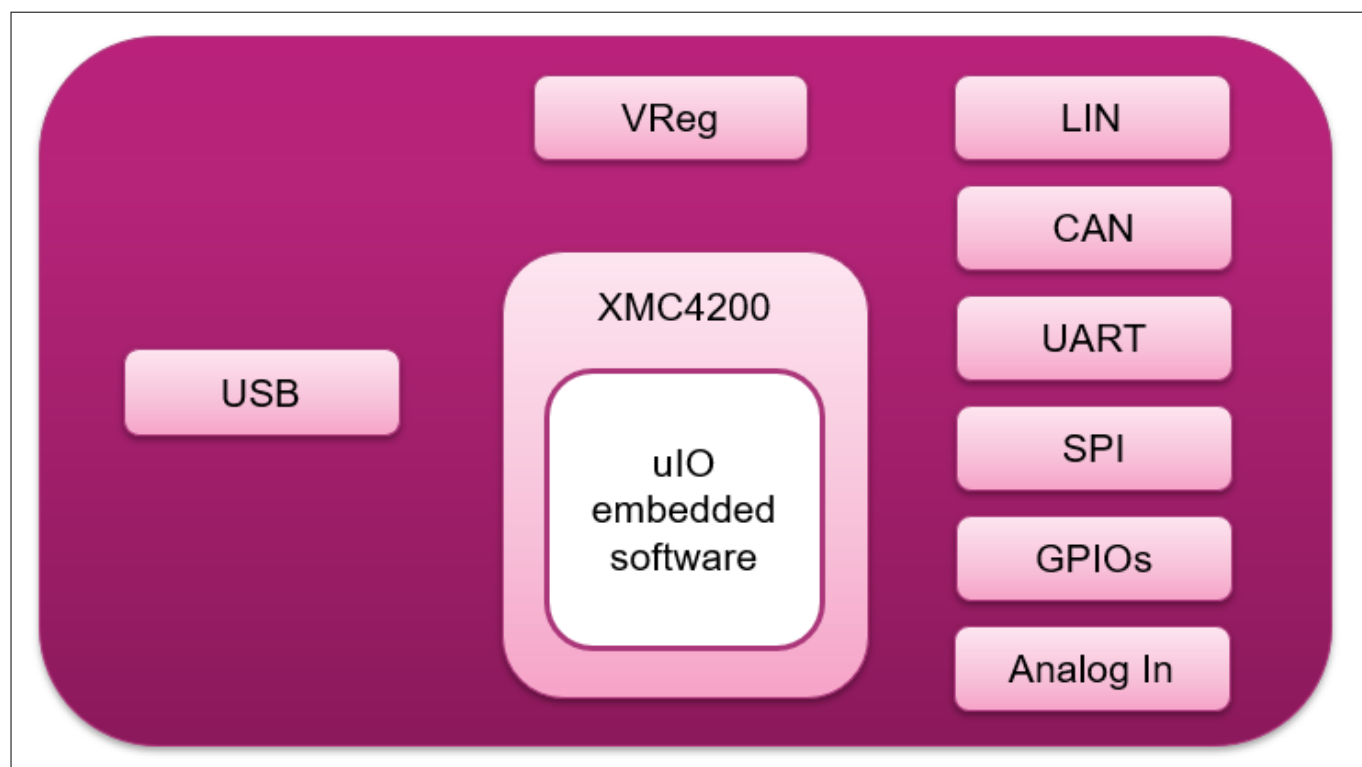 VReg
LIN
CAN
XMC4200
UART
USB
SPI
uIO
embedded
software
GPIOs
Analog In